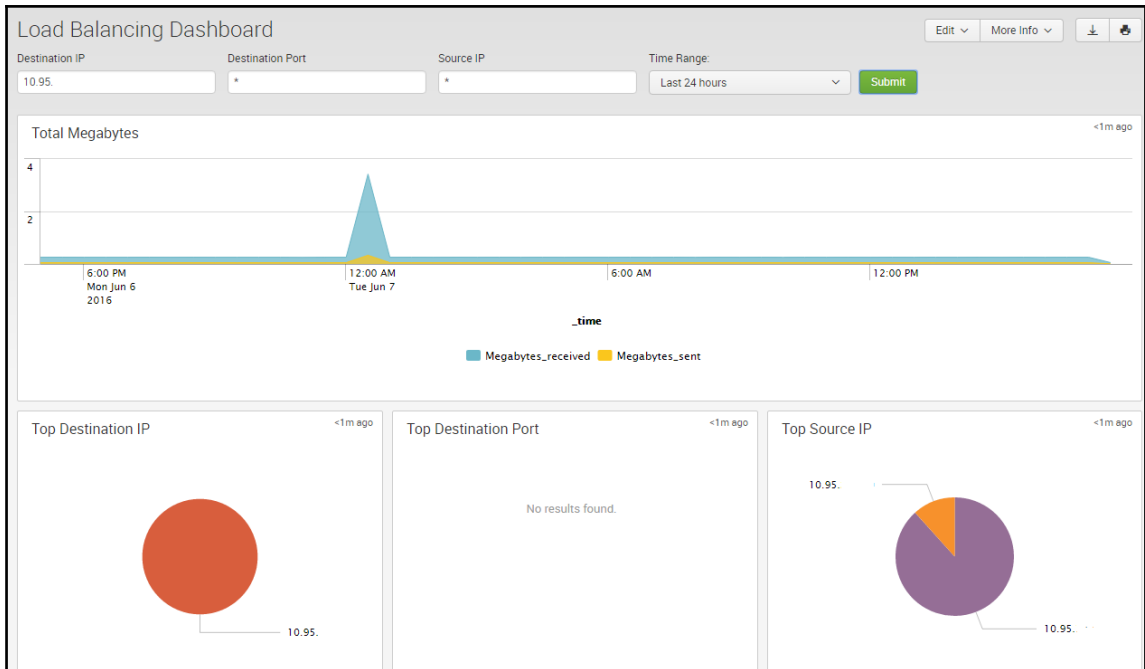 Load Balancing Dashboard
Edit More Info
Destination IP Destination Port Source IP Time Range:
10.95. * * Last 24 hours Submit
Total Megabytes <1m ago
4
2
6:00 PM 12:00 AM 6:00 AM 12:00 PM
Mon Jun 6 Tue Jun 7
2016
_time
Megabytes_received Megabytes_sent
Top Destination IP <1m ago Top Destination Port <1m ago Top Source IP <1m ago
10.95.
No results found.
10.95.
10.95.